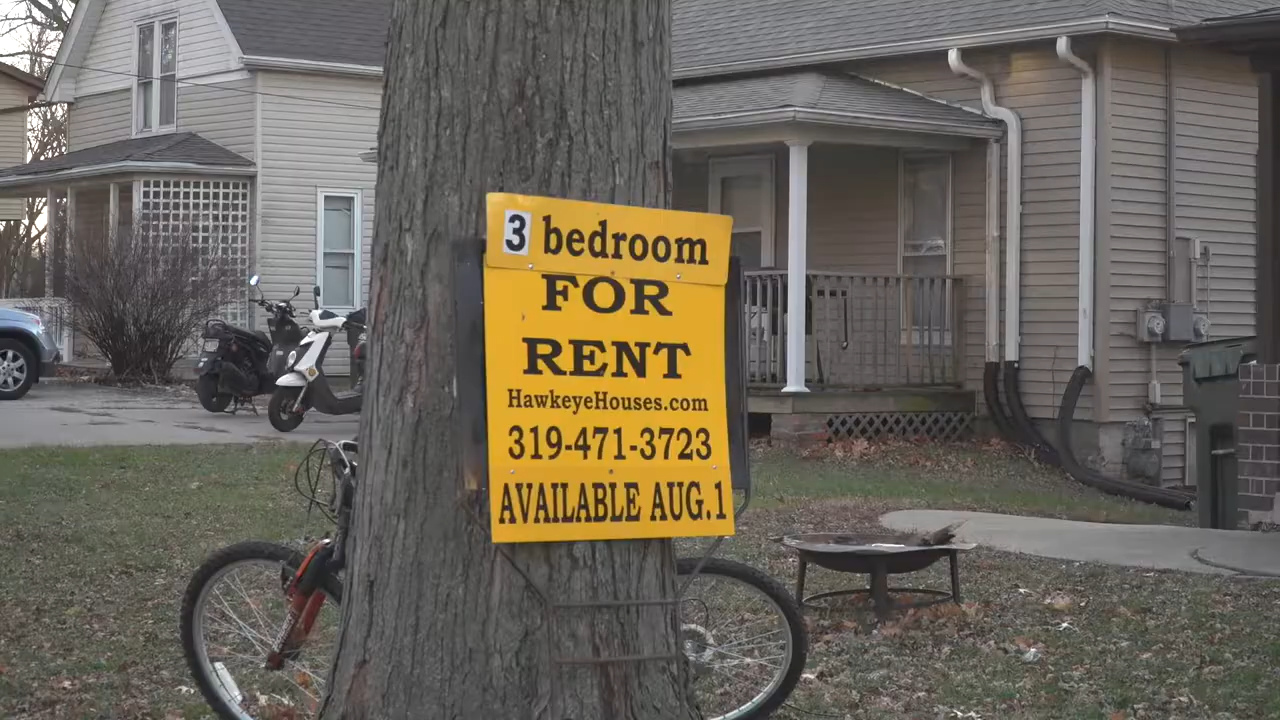 3 bedroom
FOR
RENT
HawkeyeHouses.com
319-471-3723
AVAILABLE AUG.1